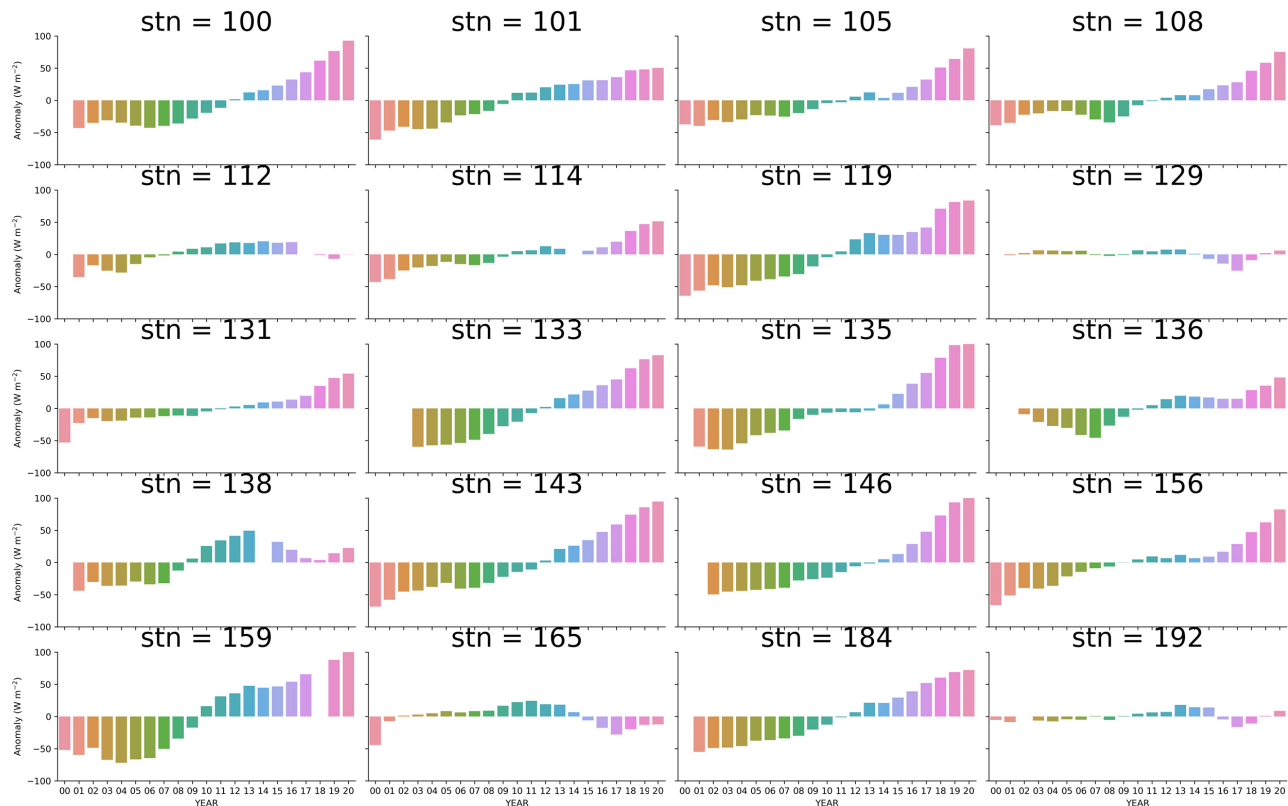 stn = 100 stn = 101 stn = 105 stn = 108
100
50
0
−50
−100
Anomaly (W m⁻²)
stn = 112 stn = 114 stn = 119 stn = 129
100
50
0
−50
−100
Anomaly (W m⁻²)
stn = 131 stn = 133 stn = 135 stn = 136
100
50
0
−50
−100
Anomaly (W m⁻²)
stn = 138 stn = 143 stn = 146 stn = 156
100
50
0
−50
−100
Anomaly (W m⁻²)
stn = 159 stn = 165 stn = 184 stn = 192
100
50
0
−50
−100
Anomaly (W m⁻²)
00 01 02 03 04 05 06 07 08 09 10 11 12 13 14 15 16 17 18 19 20 00 01 02 03 04 05 06 07 08 09 10 11 12 13 14 15 16 17 18 19 20 00 01 02 03 04 05 06 07 08 09 10 11 12 13 14 15 16 17 18 19 20 00 01 02 03 04 05 06 07 08 09 10 11 12 13 14 15 16 17 18 19 20
YEAR YEAR YEAR YEAR